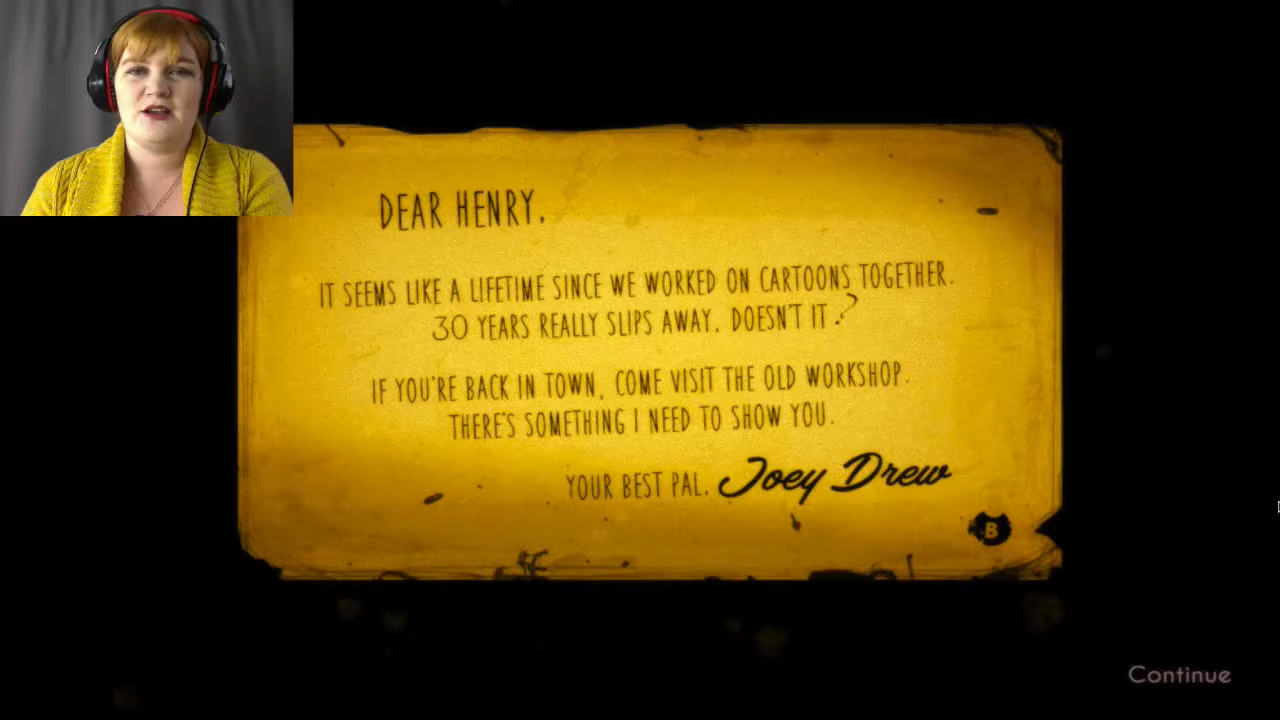 DEAR HENRY,
IT SEEMS LIKE A LIFETIME SINCE WE WORKED ON CARTOONS TOGETHER.
30 YEARS REALLY SLIPS AWAY, DOESN'T IT?
IF YOU'RE BACK IN TOWN, COME VISIT THE OLD WORKSHOP.
THERE'S SOMETHING I NEED TO SHOW YOU.
YOUR BEST PAL, Joey Drew
B
Continue